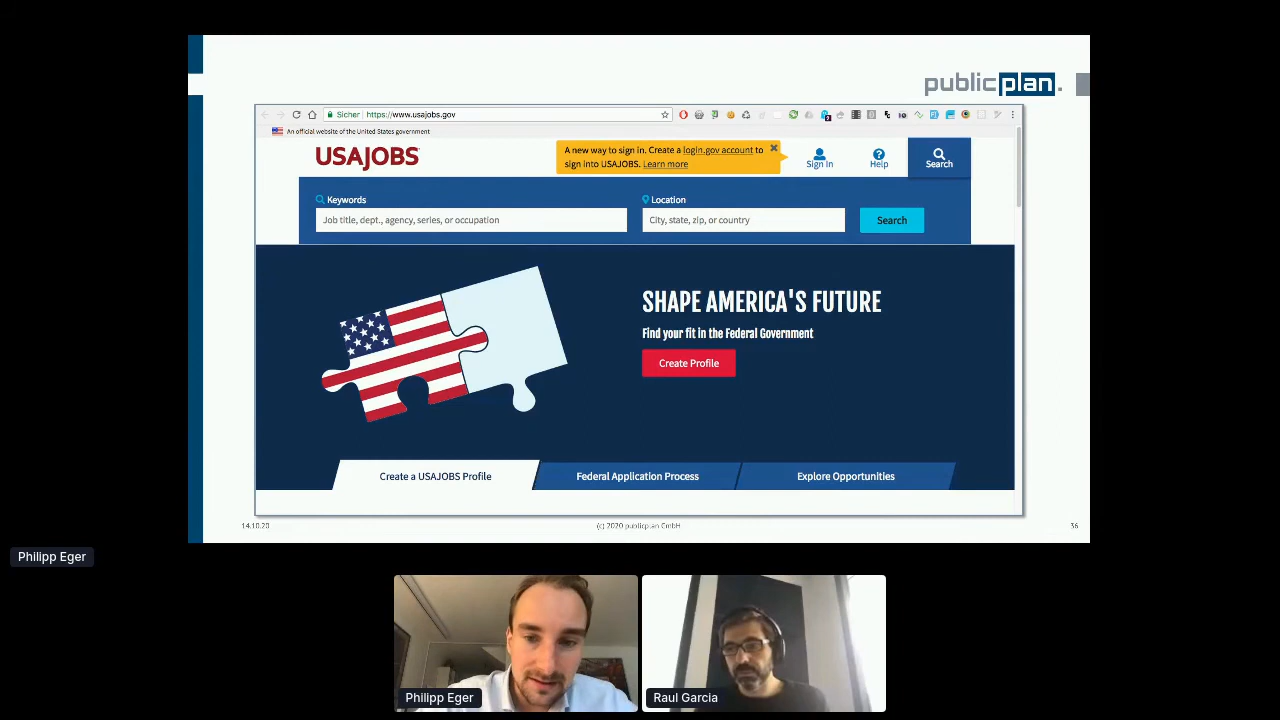 publicplan.
Sicher https://www.usajobs.gov
An official website of the United States government
USAJOBS
A new way to sign in. Create a login.gov account to
sign into USAJOBS. Learn more
Sign In
Help
Search
Keywords
Location
Job title, dept., agency, series, or occupation
City, state, zip, or country
Search
SHAPE AMERICA'S FUTURE
Find your fit in the Federal Government
Create Profile
Create a USAJOBS Profile
Federal Application Process
Explore Opportunities
14.10.20
(c) 2020 publicplan GmbH
36
Philipp Eger
Philipp Eger
Raul Garcia